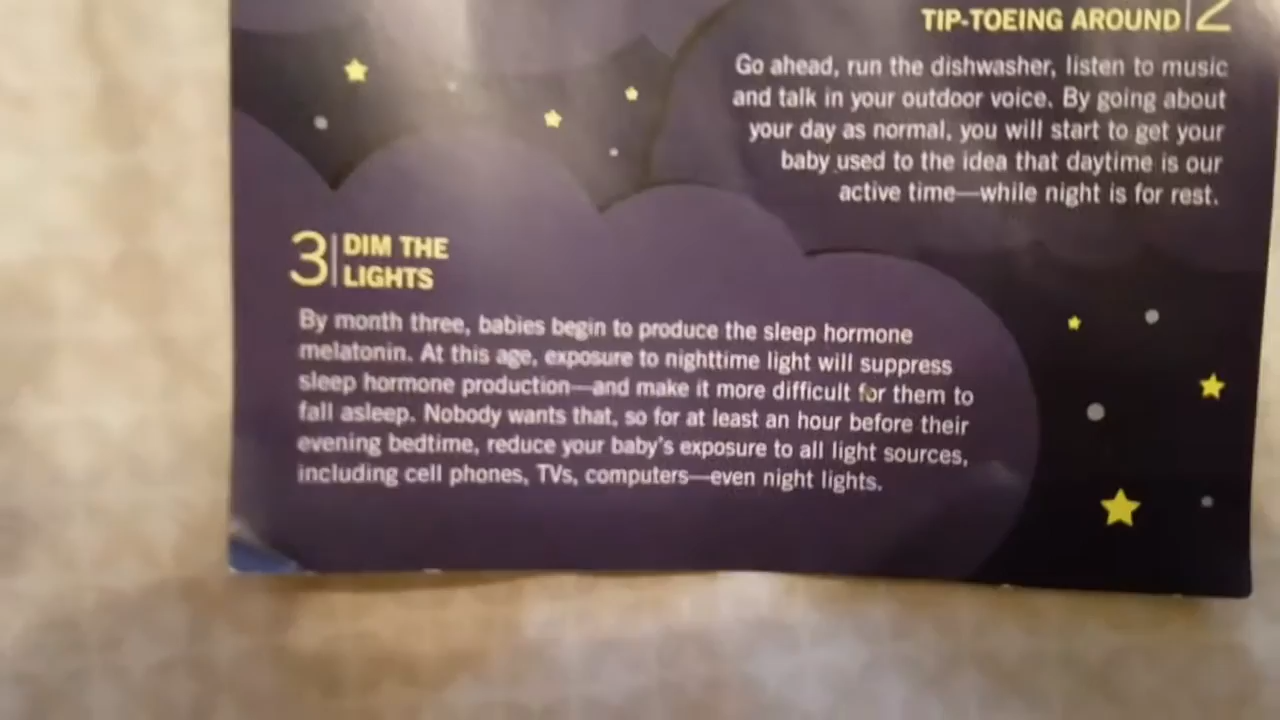 TIP-TOEING AROUND 2
Go ahead, run the dishwasher, listen to music
and talk in your outdoor voice. By going about
your day as normal, you will start to get your
baby used to the idea that daytime is our
active time—while night is for rest.
3 DIM THE
LIGHTS
By month three, babies begin to produce the sleep hormone
melatonin. At this age, exposure to nighttime light will suppress
sleep hormone production—and make it more difficult for them to
fall asleep. Nobody wants that, so for at least an hour before their
evening bedtime, reduce your baby's exposure to all light sources,
including cell phones, TVs, computers—even night lights.